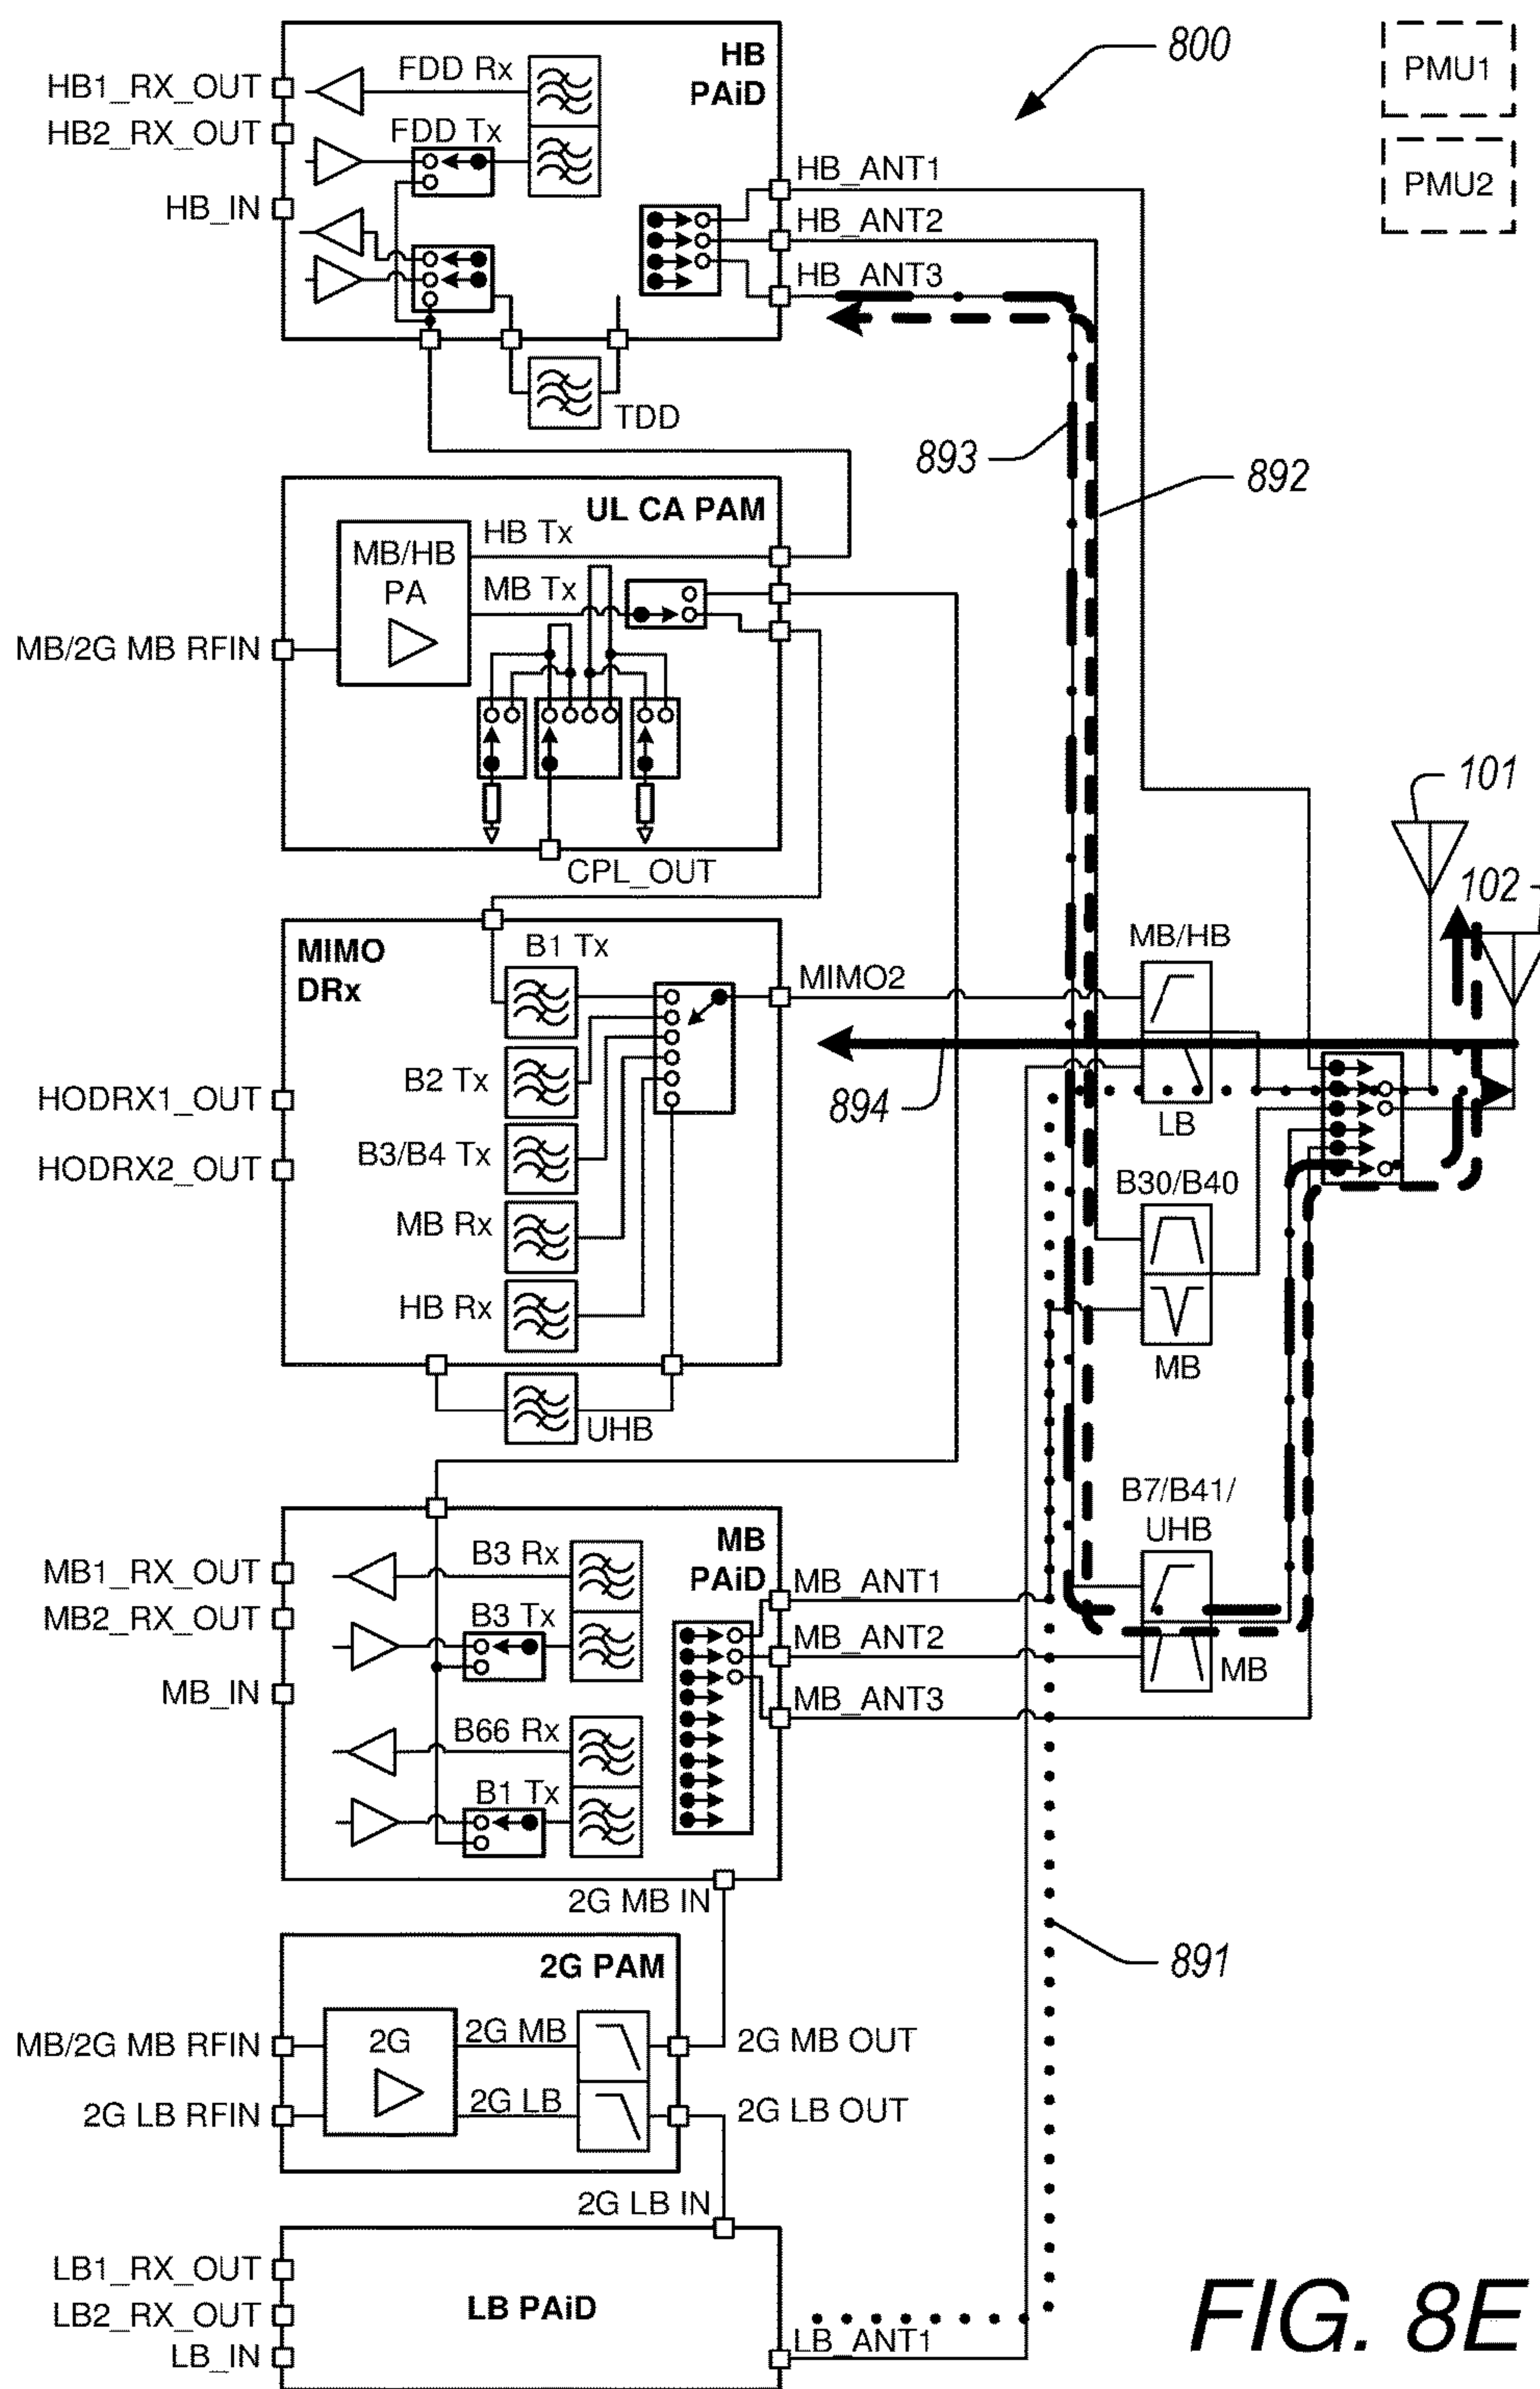 800
PMU1
PMU2
HB
PAiD
HB1_RX_OUT
HB2_RX_OUT
HB_IN
FDD Rx
FDD Tx
HB_ANT1
HB_ANT2
HB_ANT3
TDD
893
892
UL CA PAM
MB/HB
PA
HB Tx
MB Tx
MB/2G MB RFIN
CPL_OUT
101
102
MIMO
DRx
B1 Tx
B2 Tx
B3/B4 Tx
MB Rx
HB Rx
UHB
MIMO2
HODRX1_OUT
HODRX2_OUT
MB/HB
LB
894
B30/B40
MB
B7/B41/
UHB
MB
MB
PAiD
MB1_RX_OUT
MB2_RX_OUT
MB_IN
B3 Rx
B3 Tx
B66 Rx
B1 Tx
MB_ANT1
MB_ANT2
MB_ANT3
2G MB IN
891
2G PAM
MB/2G MB RFIN
2G LB RFIN
2G
2G MB
2G LB
2G MB OUT
2G LB OUT
2G LB IN
LB1_RX_OUT
LB2_RX_OUT
LB_IN
LB PAiD
LB_ANT1
FIG. 8E